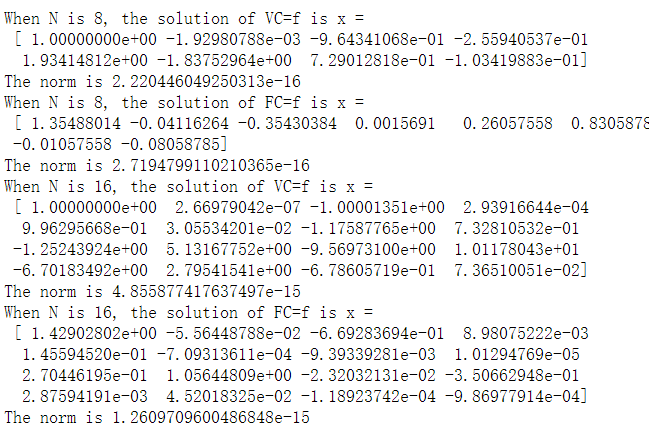 When N is 8, the solution of VC=f is x =
[ 1.00000000e+00 -1.92980788e-03 -9.64341068e-01 -2.55940537e-01
1.93414812e+00 -1.83752964e+00 7.29012818e-01 -1.03419883e-01]
The norm is 2.220446049250313e-16
When N is 8, the solution of FC=f is x =
[ 1.35488014 -0.04116264 -0.35430384 0.0015691 0.26057558 0.8305878
-0.01057558 -0.08058785]
The norm is 2.7194799110210365e-16
When N is 16, the solution of VC=f is x =
[ 1.00000000e+00 2.66979042e-07 -1.00001351e+00 2.93916644e-04
9.96295668e-01 3.05534201e-02 -1.17587765e+00 7.32810532e-01
-1.25243924e+00 5.13167752e+00 -9.56973100e+00 1.01178043e+01
-6.70183492e+00 2.79541541e+00 -6.78605719e-01 7.36510051e-02]
The norm is 4.855877417637497e-15
When N is 16, the solution of FC=f is x =
[ 1.42902802e+00 -5.56448788e-02 -6.69283694e-01 8.98075222e-03
1.45594520e-01 -7.09313611e-04 -9.39339281e-03 1.01294769e-05
2.70446195e-01 1.05644809e+00 -2.32032131e-02 -3.50662948e-01
2.87594191e-03 4.52018325e-02 -1.18923742e-04 -9.86977914e-04]
The norm is 1.2609709600486848e-15